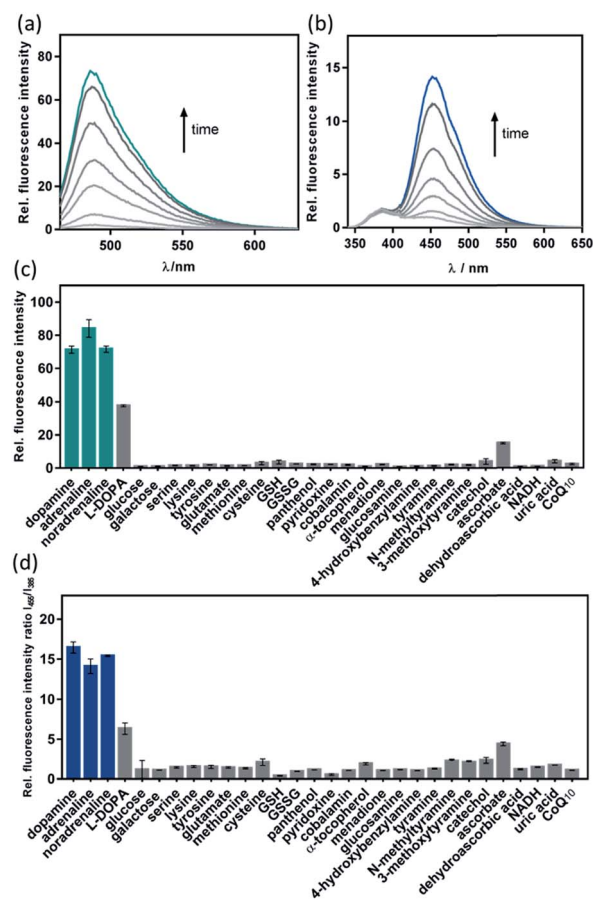 (a)
Rel. fluorescence intensity
80
60
40
20
0
time
500
550
600
λ/nm
(b)
Rel. fluorescence intensity
15
10
5
0
time
350
400
450
500
550
600
650
λ / nm
(c)
Rel. fluorescence intensity
100
80
60
40
20
0
dopamine
adrenaline
noradrenaline
L-DOPA
glucose
galactose
serine
lysine
tyrosine
glutamate
methionine
cysteine
GSH
GSSG
panthenol
pyridoxine
cobalamin
α-tocopherol
menadione
glucosamine
4-hydroxybenzylamine
tyramine
N-methyltyramine
3-methoxytyramine
catechol
ascorbate
dehydroascorbic acid
NADH
uric acid
CoQ10
(d)
Rel. fluorescence intensity ratio I455/I385
20
15
10
5
0
dopamine
adrenaline
noradrenaline
L-DOPA
glucose
galactose
serine
lysine
tyrosine
glutamate
methionine
cysteine
GSH
GSSG
panthenol
pyridoxine
cobalamin
α-tocopherol
menadione
glucosamine
4-hydroxybenzylamine
tyramine
N-methyltyramine
3-methoxytyramine
catechol
ascorbate
dehydroascorbic acid
NADH
uric acid
CoQ10